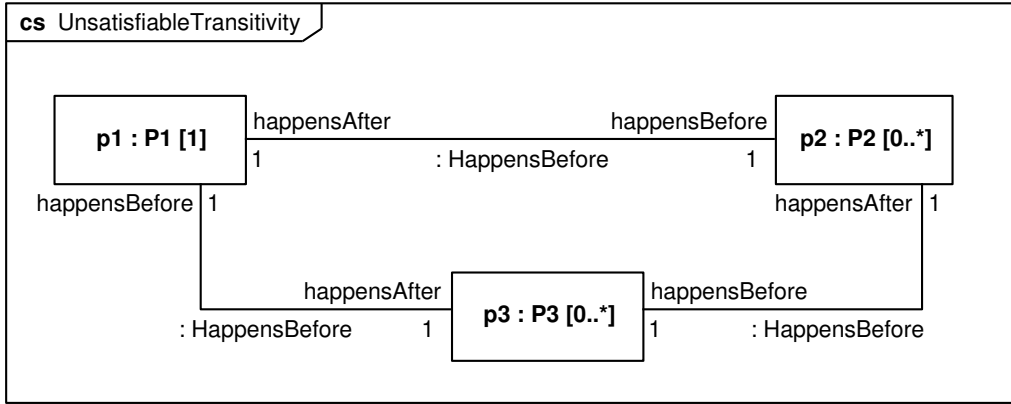 cs UnsatisfiableTransitivity
p1 : P1 [1]
happensAfter
happensBefore
p2 : P2 [0..*]
1
: HappensBefore
1
happensBefore
1
happensAfter
1
happensAfter
p3 : P3 [0..*]
happensBefore
: HappensBefore
1
1
: HappensBefore